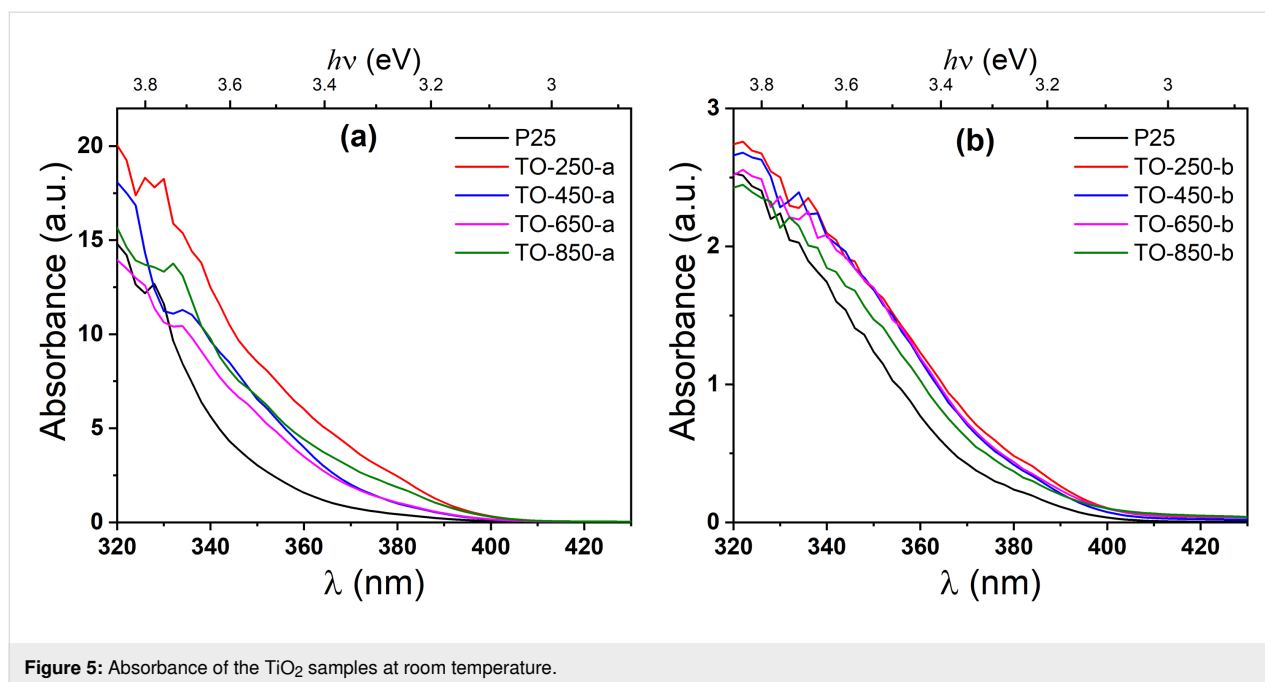 hν (eV)
3.8 3.6 3.4 3.2 3
(a)
P25
TO-250-a
TO-450-a
TO-650-a
TO-850-a
Absorbance (a.u.)
20
15
10
5
0
320 340 360 380 400 420
λ (nm)
hν (eV)
3.8 3.6 3.4 3.2 3
(b)
P25
TO-250-b
TO-450-b
TO-650-b
TO-850-b
Absorbance (a.u.)
3
2
1
0
320 340 360 380 400 420
λ (nm)
Figure 5: Absorbance of the TiO₂ samples at room temperature.